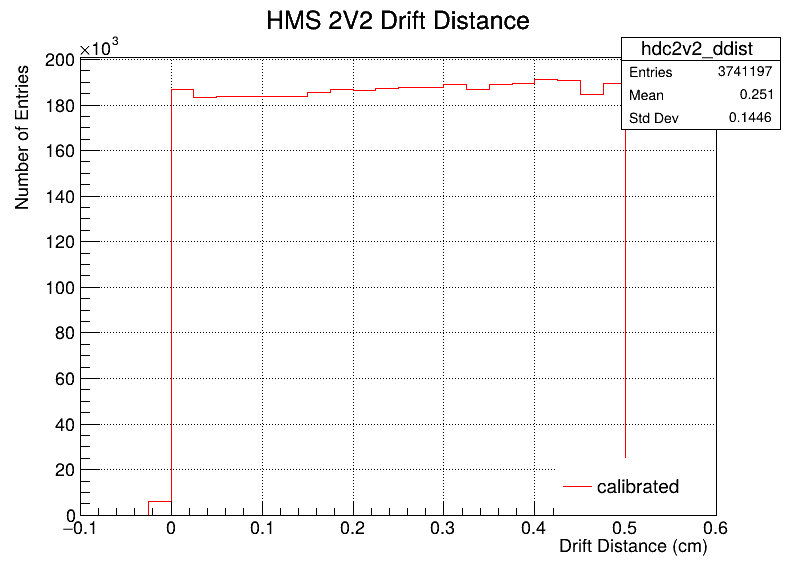 HMS 2V2 Drift Distance
×10³
hdc2v2_ddist
Entries 3741197
Mean 0.251
Std Dev 0.1446
Number of Entries
200
180
160
140
120
100
80
60
40
20
0
calibrated
−0.1 0 0.1 0.2 0.3 0.4 0.5 0.6
Drift Distance (cm)